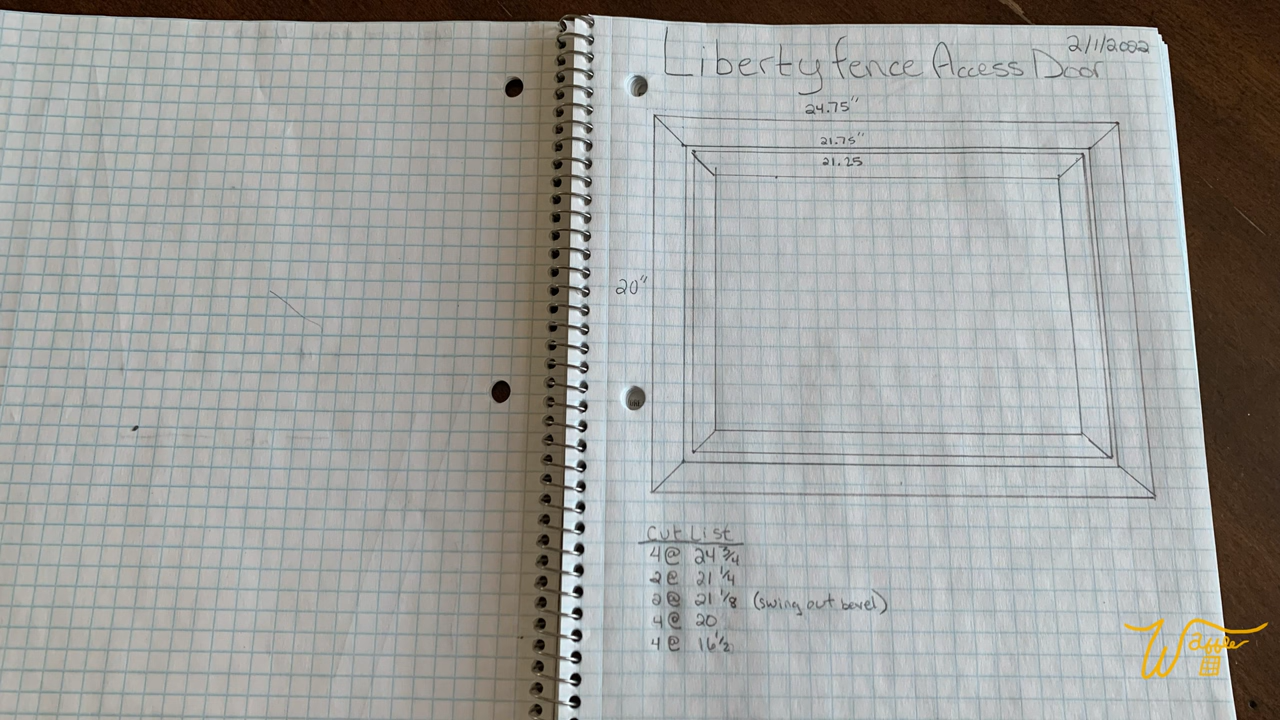 2/1/2022
Liberty fence Access Door
24.75"
21.75"
21.25
20"
Cut List
4@ 24 3/4
2@ 21 1/4
2@ 21 1/8 (swing out bevel)
4@ 20
4@ 16 1/2
Waffle